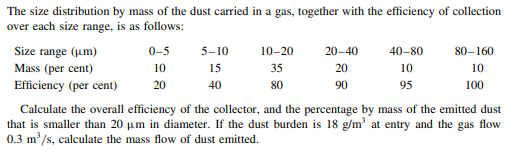 The size distribution by mass of the dust carried in a gas, together with the efficiency of collection
over each size range, is as follows:
Size range (μm) 0–5 5–10 10–20 20–40 40–80 80–160
Mass (per cent) 10 15 35 20 10 10
Efficiency (per cent) 20 40 80 90 95 100
Calculate the overall efficiency of the collector, and the percentage by mass of the emitted dust
that is smaller than 20 μm in diameter. If the dust burden is 18 g/m³ at entry and the gas flow
0.3 m³/s, calculate the mass flow of dust emitted.